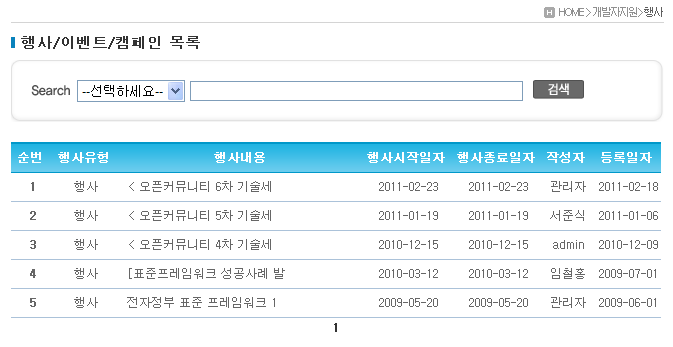 H HOME>개발자지원>행사
행사/이벤트/캠페인 목록
Search --선택하세요-- 검색
순번 행사유형 행사내용 행사시작일자 행사종료일자 작성자 등록일자
1 행사 < 오픈커뮤니티 6차 기술세 2011-02-23 2011-02-23 관리자 2011-02-18
2 행사 < 오픈커뮤니티 5차 기술세 2011-01-19 2011-01-19 서준식 2011-01-06
3 행사 < 오픈커뮤니티 4차 기술세 2010-12-15 2010-12-15 admin 2010-12-09
4 행사 [표준프레임워크 성공사례 발 2010-03-12 2010-03-12 임철홍 2009-07-01
5 행사 전자정부 표준 프레임워크 1 2009-05-20 2009-05-20 관리자 2009-06-01
1